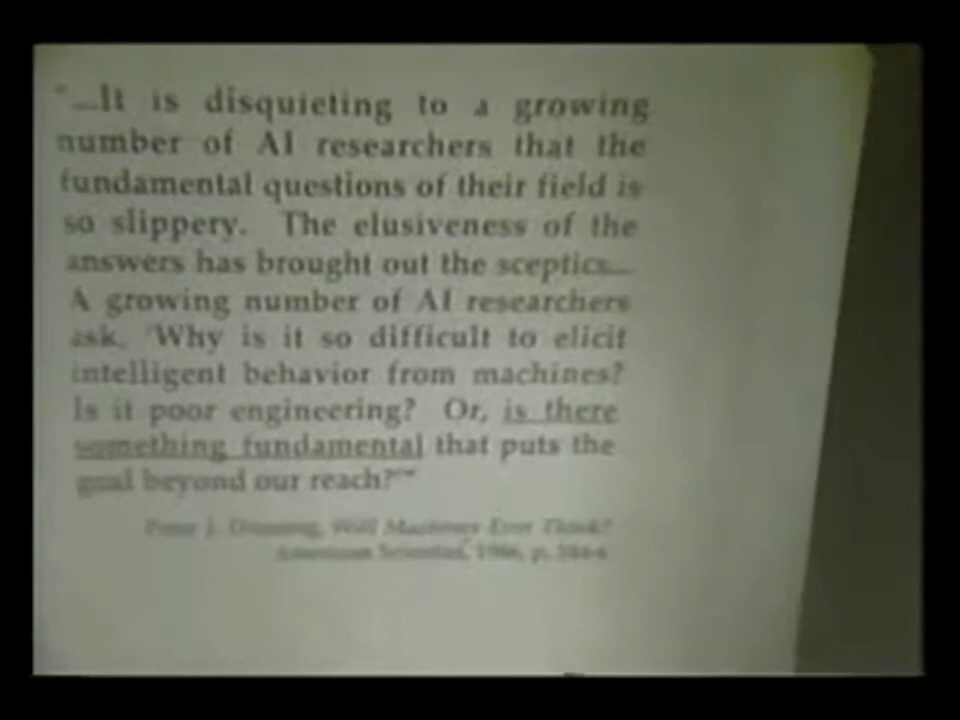 "...It is disquieting to a growing
number of AI researchers that the
fundamental questions of their field is
so slippery. The elusiveness of the
answers has brought out the sceptics...
A growing number of AI researchers
ask, 'Why is it so difficult to elicit
intelligent behavior from machines?
Is it poor engineering? Or, is there
something fundamental that puts the
goal beyond our reach?'"
Peter J. Denning, Will Machines Ever Think?
American Scientist, 1986, p.